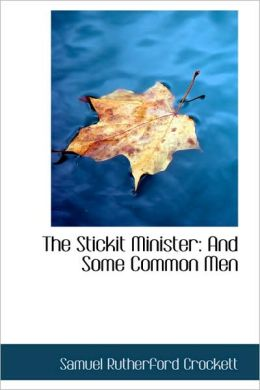 The Stickit Minister: And
Some Common Men
Samuel Rutherford Crockett